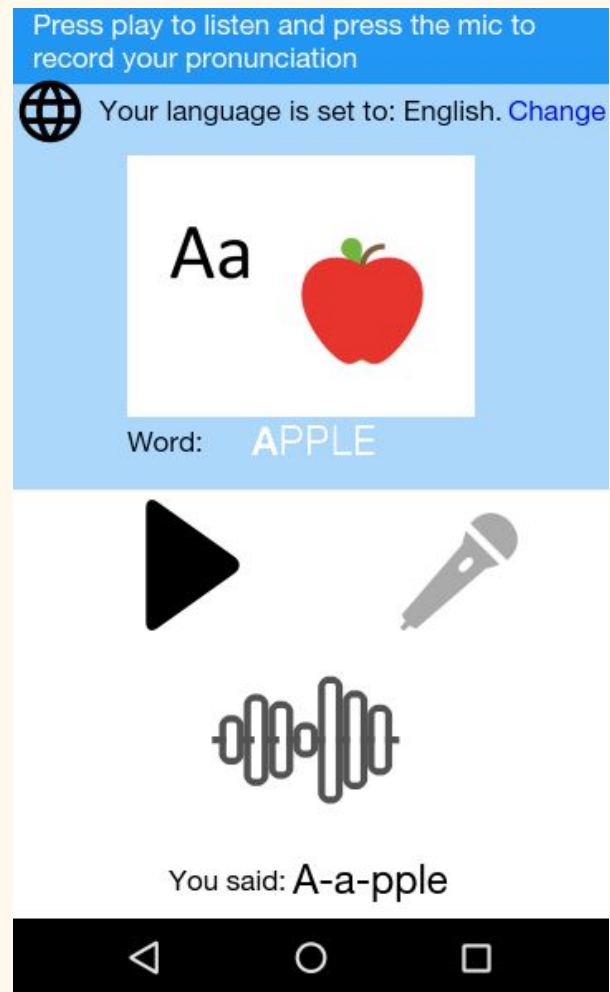 Press play to listen and press the mic to
record your pronunciation
Your language is set to: English. Change
Aa
Word: APPLE
You said: A-a-pple